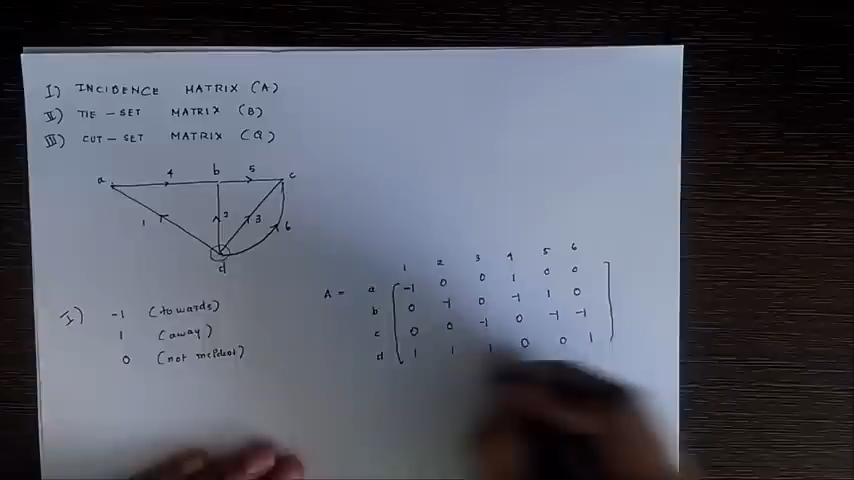 I) INCIDENCE MATRIX (A)
II) TIE-SET MATRIX (B)
III) CUT-SET MATRIX (Q)
a 4 b 5 c
1 2 3 6
d
I) -1 (towards)
1 (away)
0 (not incident)
1 2 3 4 5 6
A = a -1 0 0 1 0 0
b 0 -1 0 -1 1 0
c 0 0 -1 0 -1 -1
d 1 1 1 0 0 1